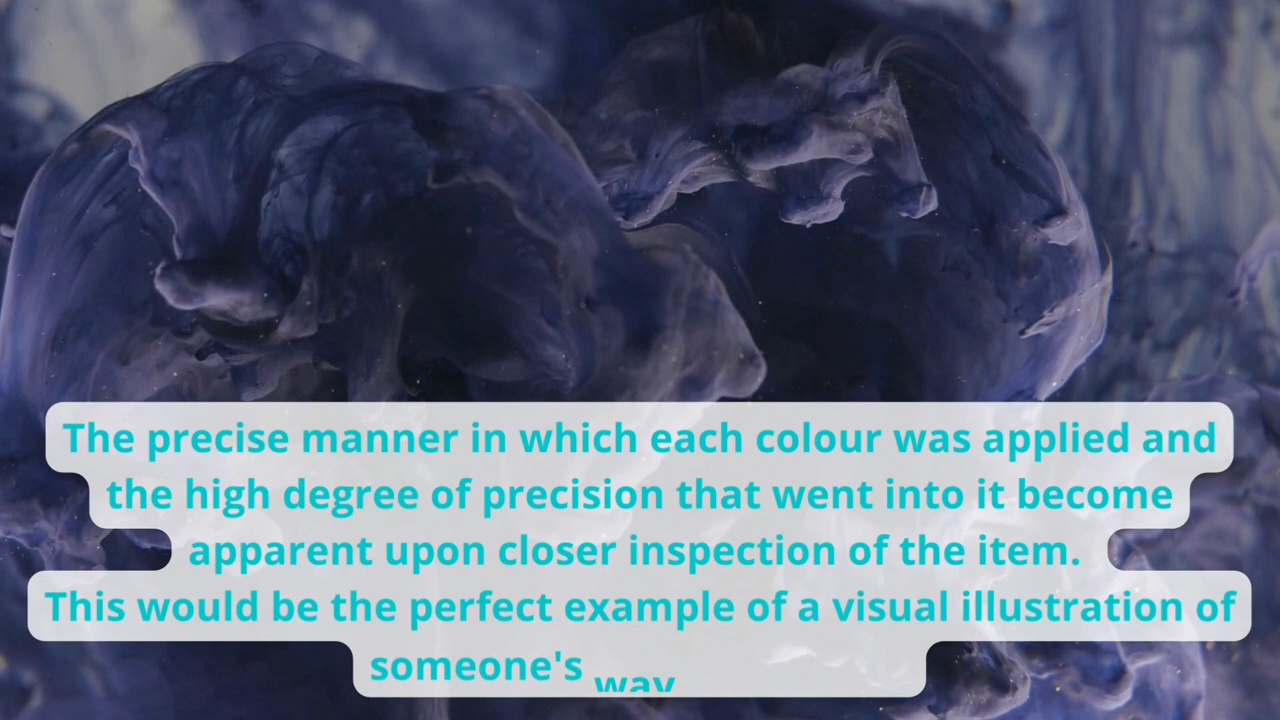 The precise manner in which each colour was applied and
the high degree of precision that went into it become
apparent upon closer inspection of the item.
This would be the perfect example of a visual illustration of
someone's way